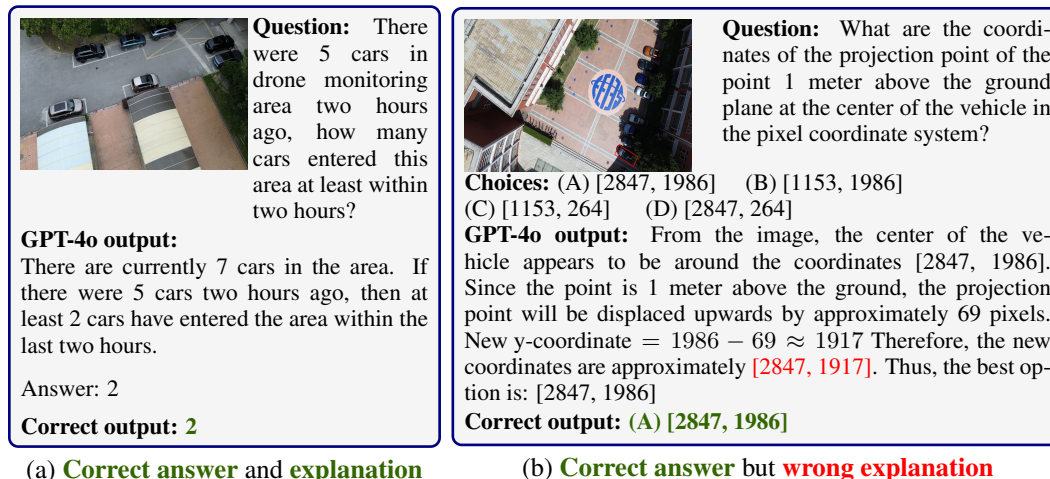 Question: There
were 5 cars in
drone monitoring
area two hours
ago, how many
cars entered this
area at least within
two hours?
GPT-4o output:
There are currently 7 cars in the area. If
there were 5 cars two hours ago, then at
least 2 cars have entered the area within the
last two hours.
Answer: 2
Correct output: 2
(a) Correct answer and explanation
Question: What are the coordi-
nates of the projection point of the
point 1 meter above the ground
plane at the center of the vehicle in
the pixel coordinate system?
Choices: (A) [2847, 1986] (B) [1153, 1986]
(C) [1153, 264] (D) [2847, 264]
GPT-4o output: From the image, the center of the ve-
hicle appears to be around the coordinates [2847, 1986].
Since the point is 1 meter above the ground, the projection
point will be displaced upwards by approximately 69 pixels.
New y-coordinate = 1986 − 69 ≈ 1917 Therefore, the new
coordinates are approximately [2847, 1917]. Thus, the best op-
tion is: [2847, 1986]
Correct output: (A) [2847, 1986]
(b) Correct answer but wrong explanation